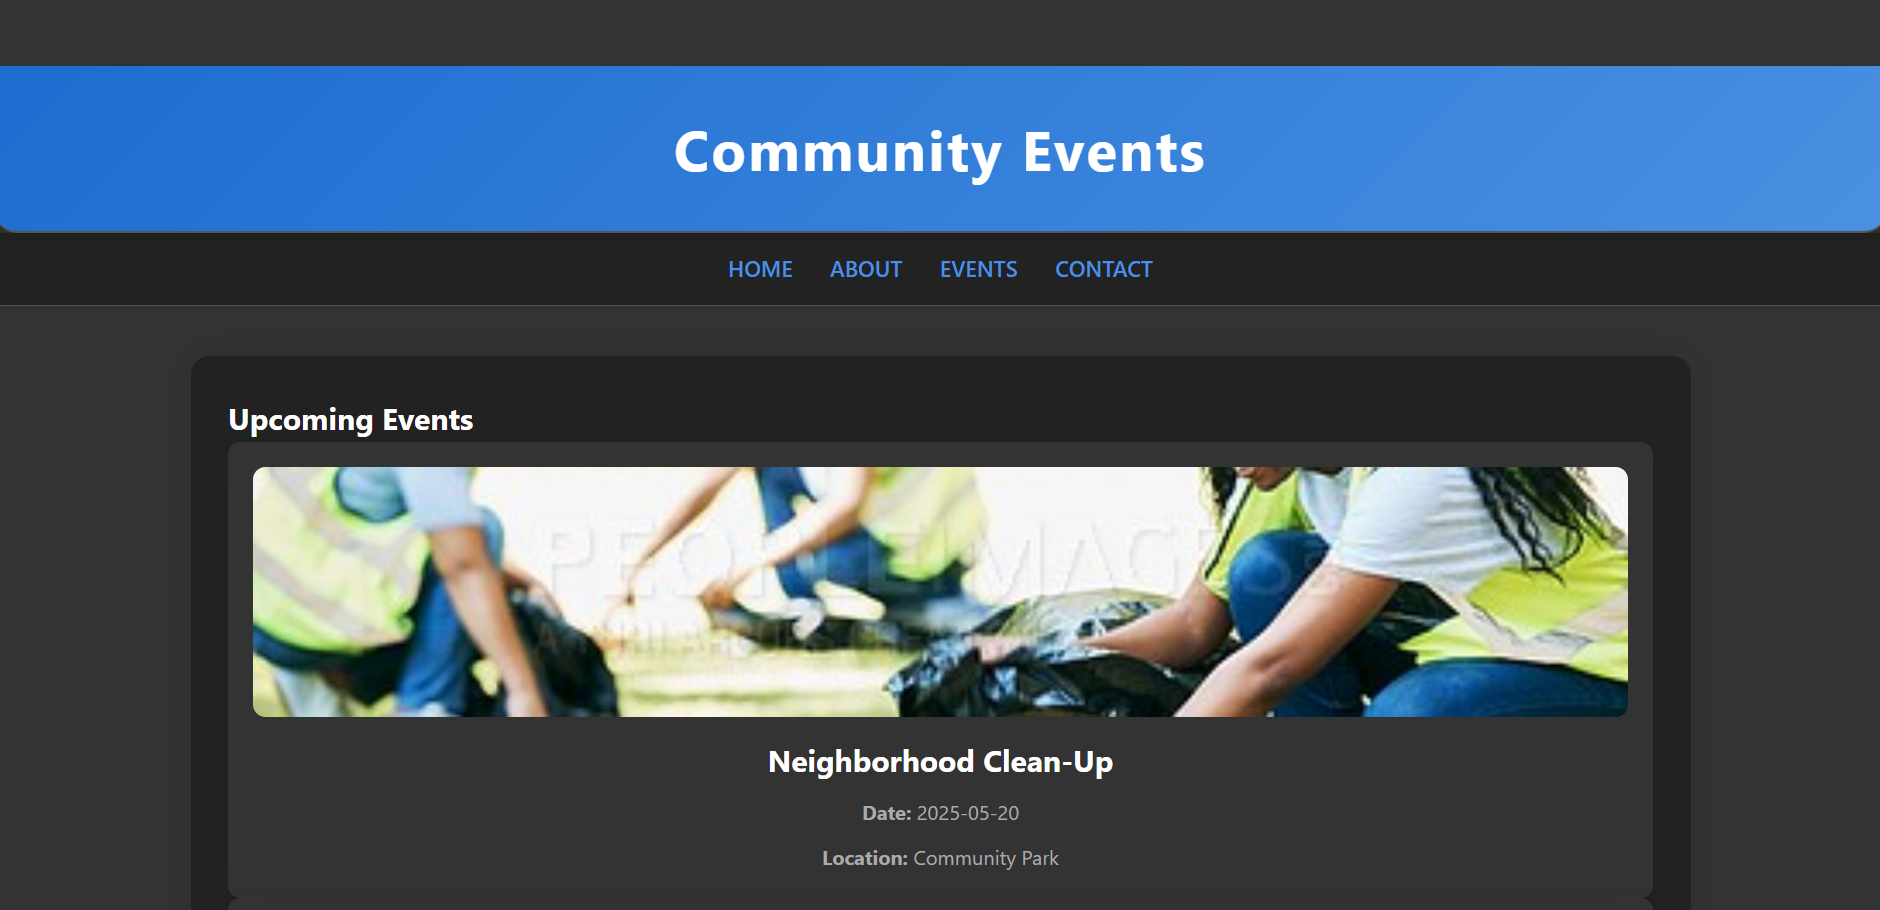 Community Events
HOME ABOUT EVENTS CONTACT
Upcoming Events
PEOPLEIMAGES
Neighborhood Clean-Up
Date: 2025-05-20
Location: Community Park